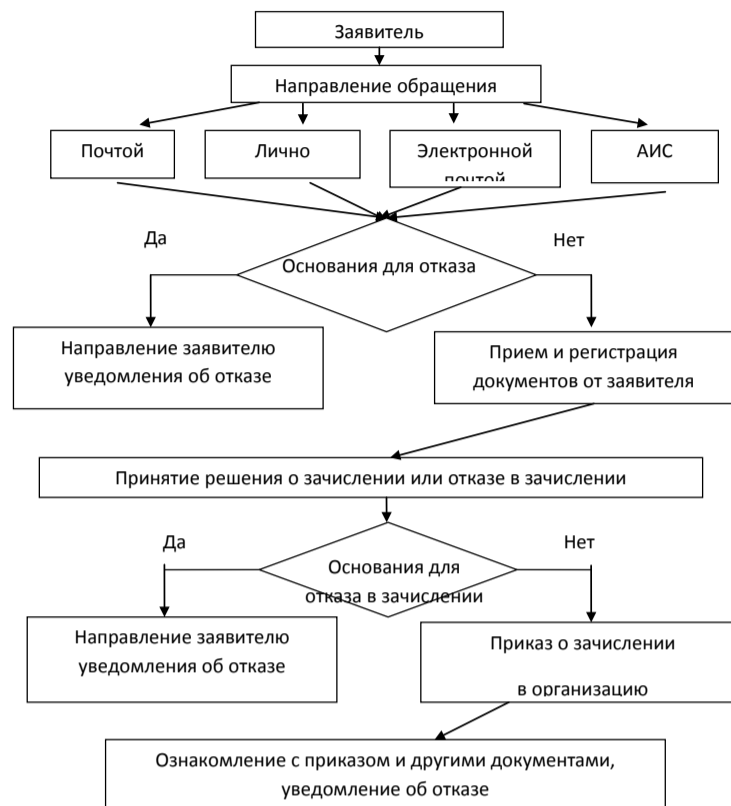 Заявитель
Направление обращения
Почтой
Лично
Электронной
почтой
АИС
Да
Нет
Основания для отказа
Направление заявителю
уведомления об отказе
Прием и регистрация
документов от заявителя
Принятие решения о зачислении или отказе в зачислении
Да
Нет
Основания для
отказа в зачислении
Направление заявителю
уведомления об отказе
Приказ о зачислении
в организацию
Ознакомление с приказом и другими документами,
уведомление об отказе